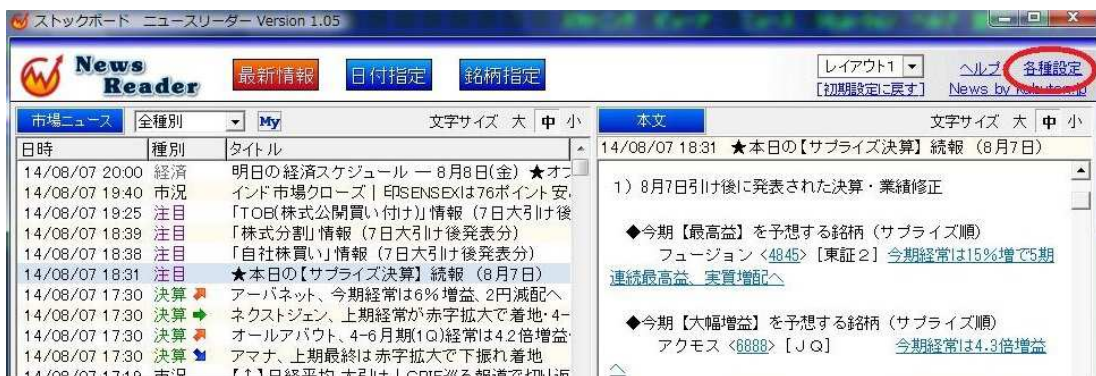 ストックボード ニュースリーダー Version 1.05
News Reader
最新情報 日付指定 銘柄指定
レイアウト1 ヘルプ 各種設定
[初期設定に戻す] News by
市場ニュース 全種別 My 文字サイズ 大 中 小
日時 種別 タイトル
14/08/07 20:00 経済 明日の経済スケジュール ― 8月8日(金) ★オプ
14/08/07 19:40 市況 インド市場クローズ | 印SENSEXは76ポイント安、
14/08/07 19:25 注目 「TOB(株式公開買い付け)」情報 (7日大引け後
14/08/07 18:39 注目 「株式分割」情報 (7日大引け後発表分)
14/08/07 18:38 注目 「自社株買い」情報 (7日大引け後発表分)
14/08/07 18:31 注目 ★本日の【サプライズ決算】続報 (8月7日)
14/08/07 17:30 決算 アーバネット、今期経常は6%増益、2円減配へ
14/08/07 17:30 決算 ネクストジェン、上期経常が赤字拡大で着地・4-
14/08/07 17:30 決算 オールアバウト、4-6月期(1Q)経常は42倍増益・
14/08/07 17:30 決算 アマナ、上期最終は赤字拡大で下振れ着地
14/08/07 17:19 市況 【↑】日経平均 大引け |
本文 文字サイズ 大 中 小
14/08/07 18:31 ★本日の【サプライズ決算】続報 (8月7日)
1) 8月7日引け後に発表された決算・業績修正
◆今期【最高益】を予想する銘柄 (サプライズ順)
フュージョン <4845> [東証2] 今期経常は15%増で5期
連続最高益、実質増配へ
◆今期【大幅増益】を予想する銘柄 (サプライズ順)
アクモス <6888> [JQ] 今期経常は4.3倍増益
へ